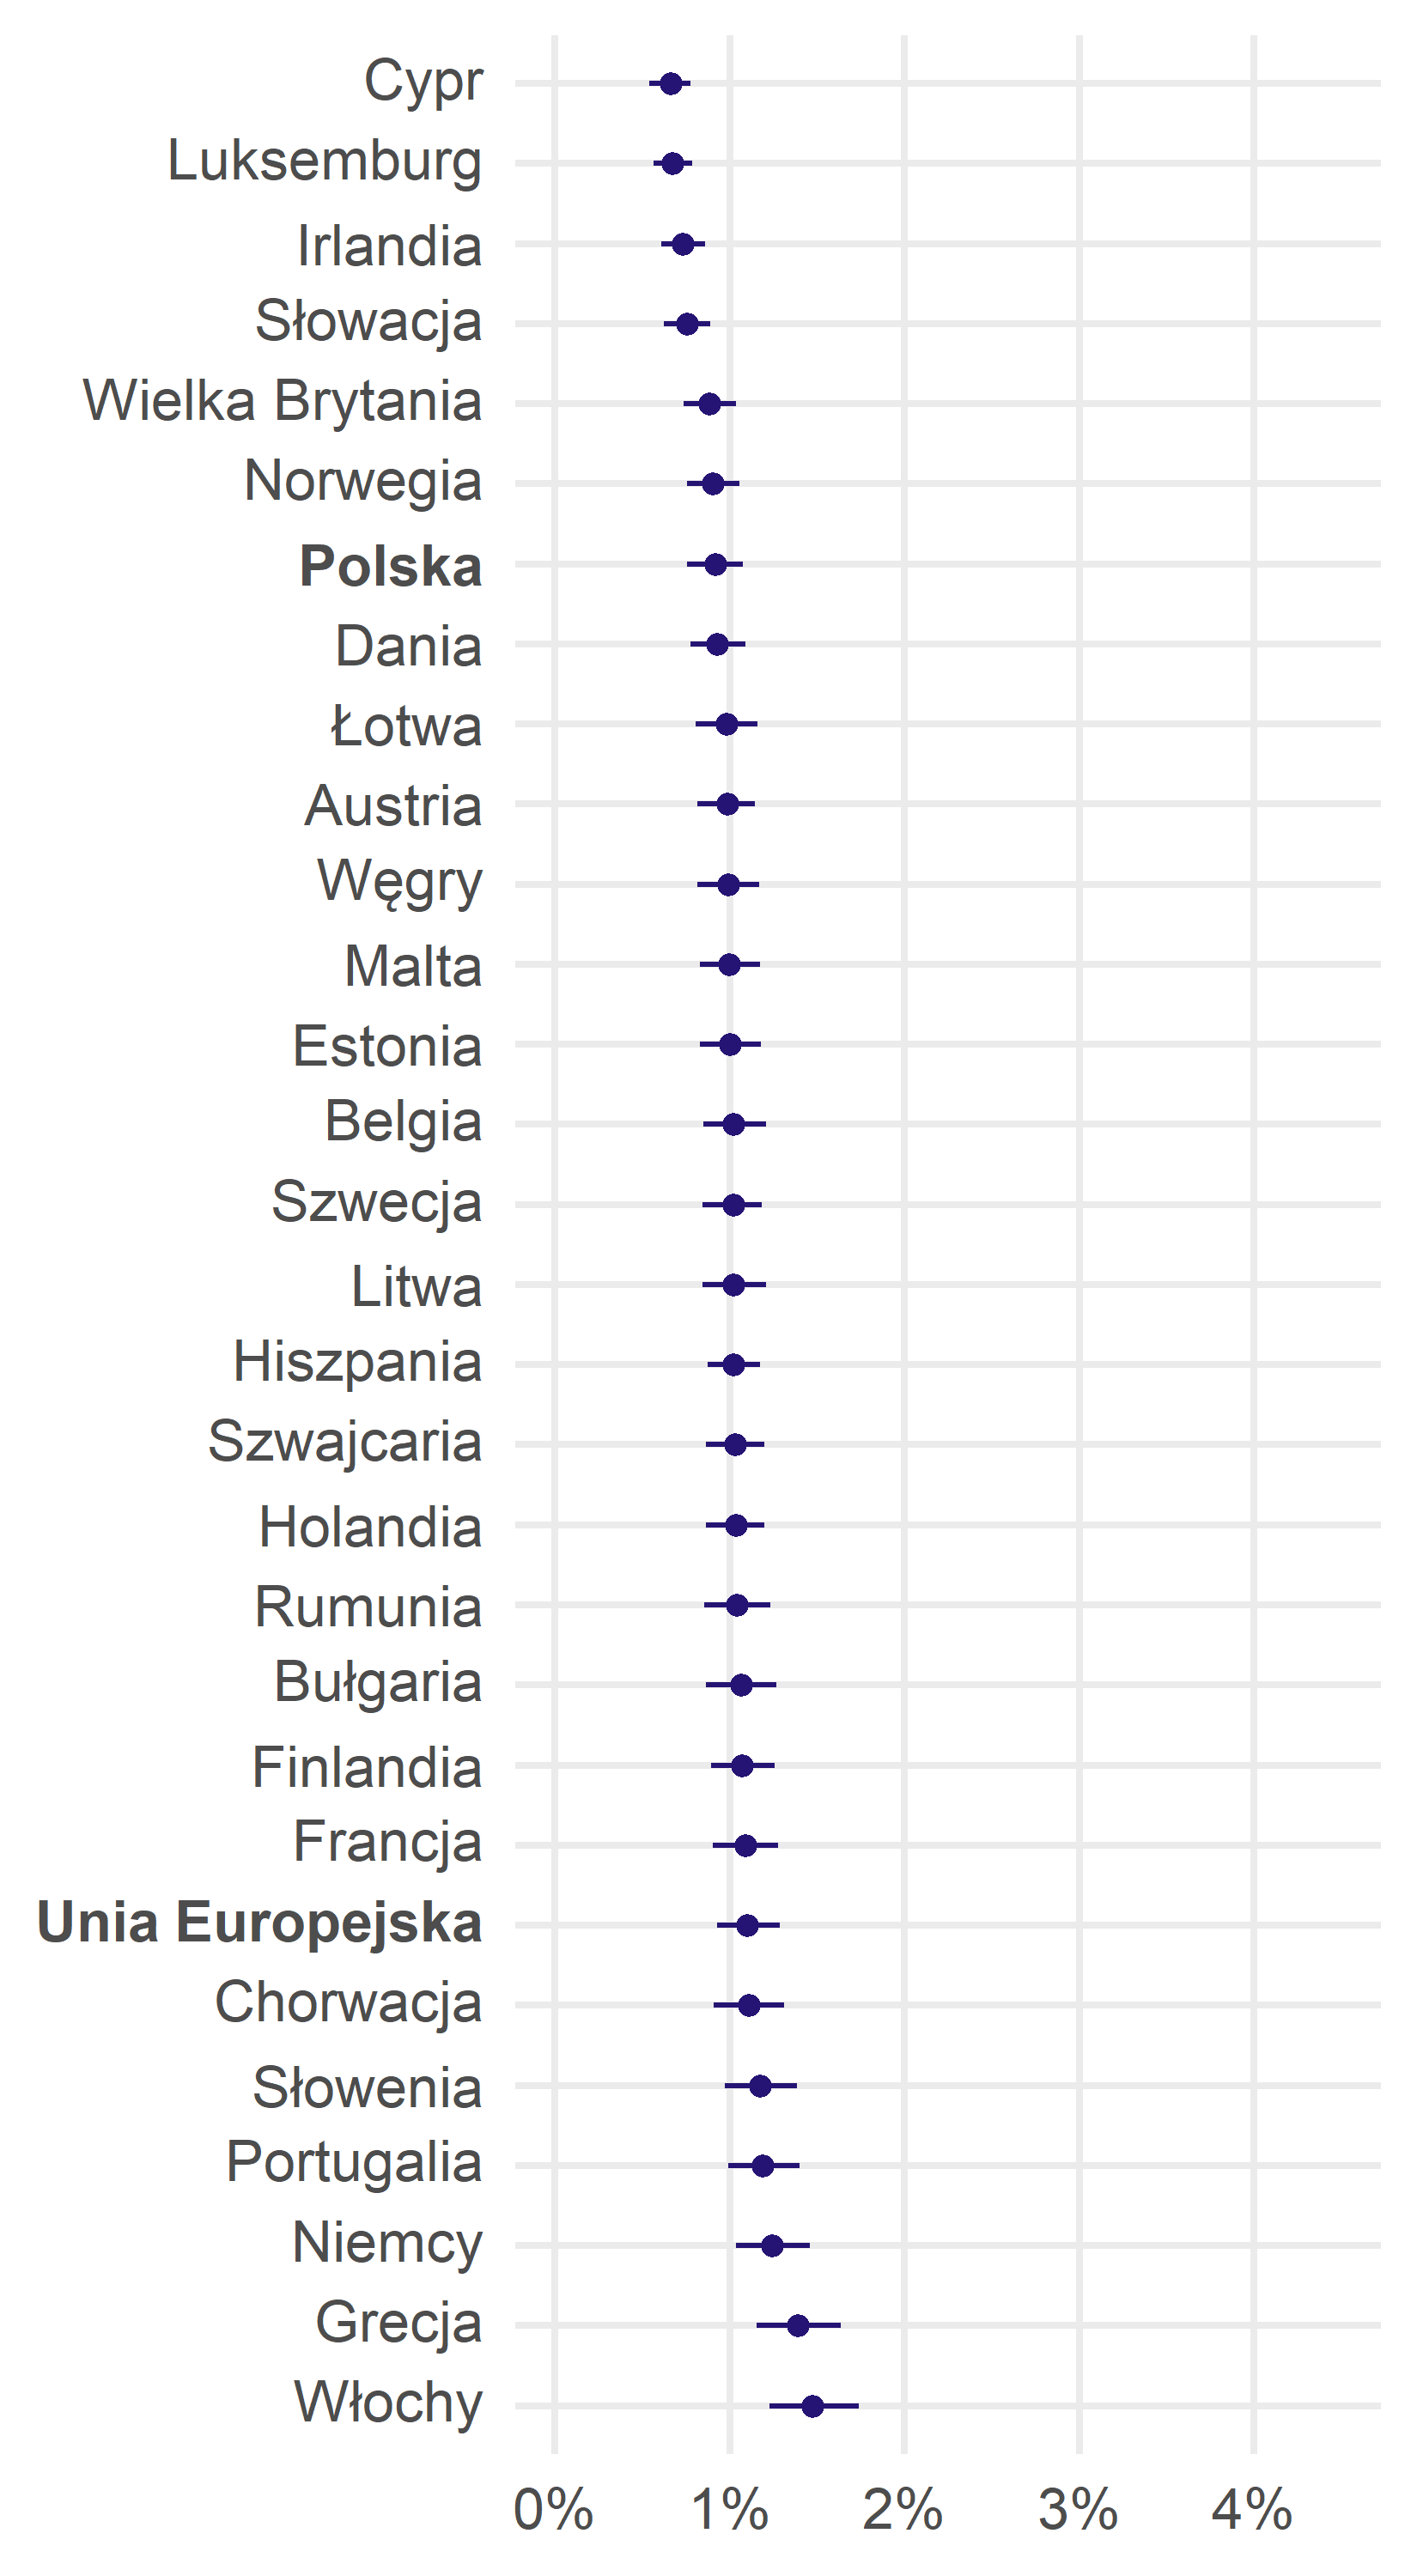 Cypr
Luksemburg
Irlandia
Słowacja
Wielka Brytania
Norwegia
Polska
Dania
Łotwa
Austria
Węgry
Malta
Estonia
Belgia
Szwecja
Litwa
Hiszpania
Szwajcaria
Holandia
Rumunia
Bułgaria
Finlandia
Francja
Unia Europejska
Chorwacja
Słowenia
Portugalia
Niemcy
Grecja
Włochy
0% 1% 2% 3% 4%